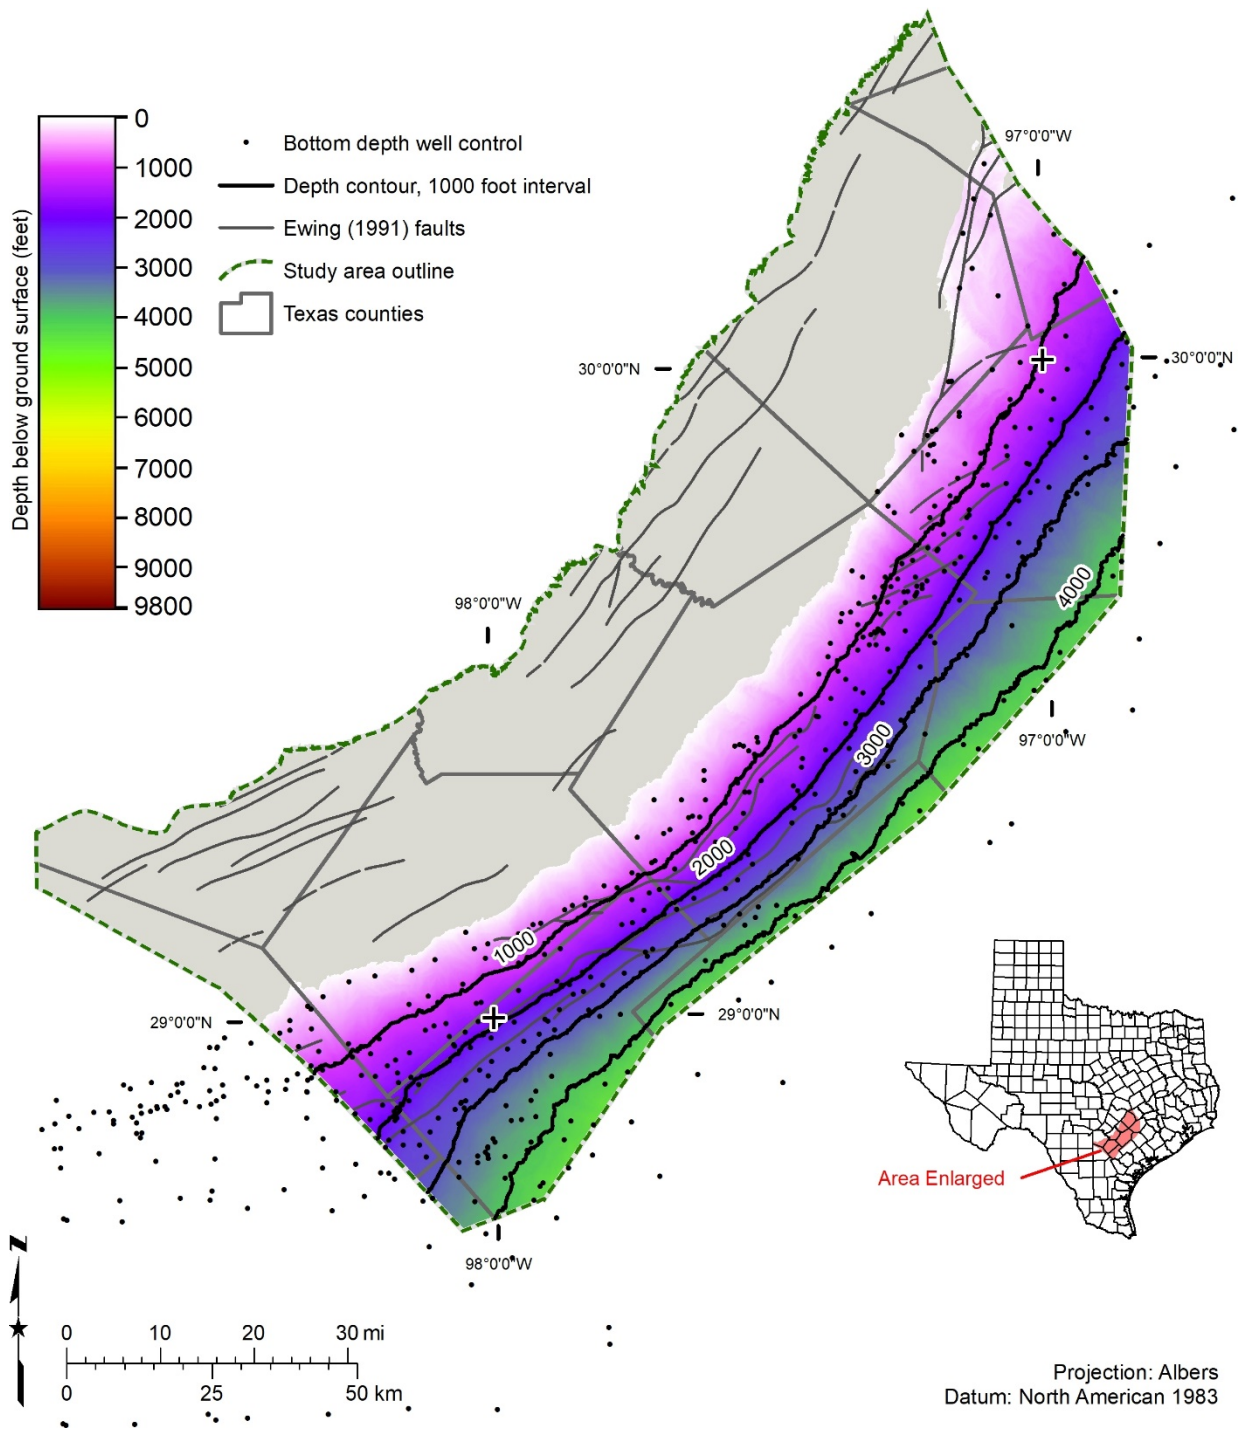 0
1000
2000
3000
4000
5000
6000
7000
8000
9000
9800
Depth below ground surface (feet)
Bottom depth well control
Depth contour, 1000 foot interval
Ewing (1991) faults
Study area outline
Texas counties
97°0'0"W
30°0'0"N
30°0'0"N
98°0'0"W
4000
97°0'0"W
3000
2000
1000
29°0'0"N
29°0'0"N
98°0'0"W
Area Enlarged
N
0 10 20 30 mi
0 25 50 km
Projection: Albers
Datum: North American 1983